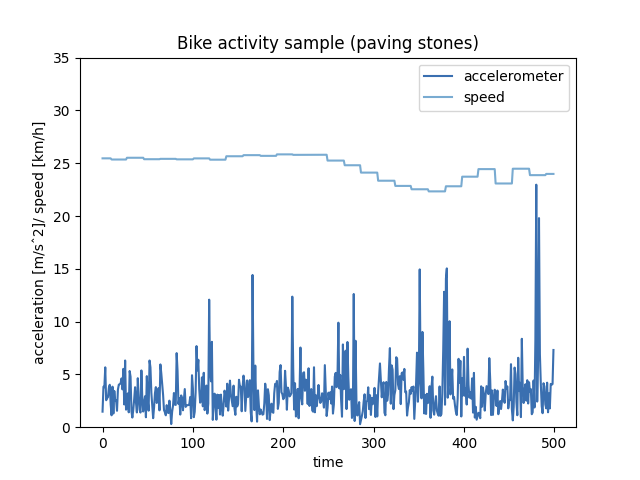 Bike activity sample (paving stones)
35
30
25
20
15
10
5
0
acceleration [m/s^2]/ speed [km/h]
accelerometer
speed
0 100 200 300 400 500
time